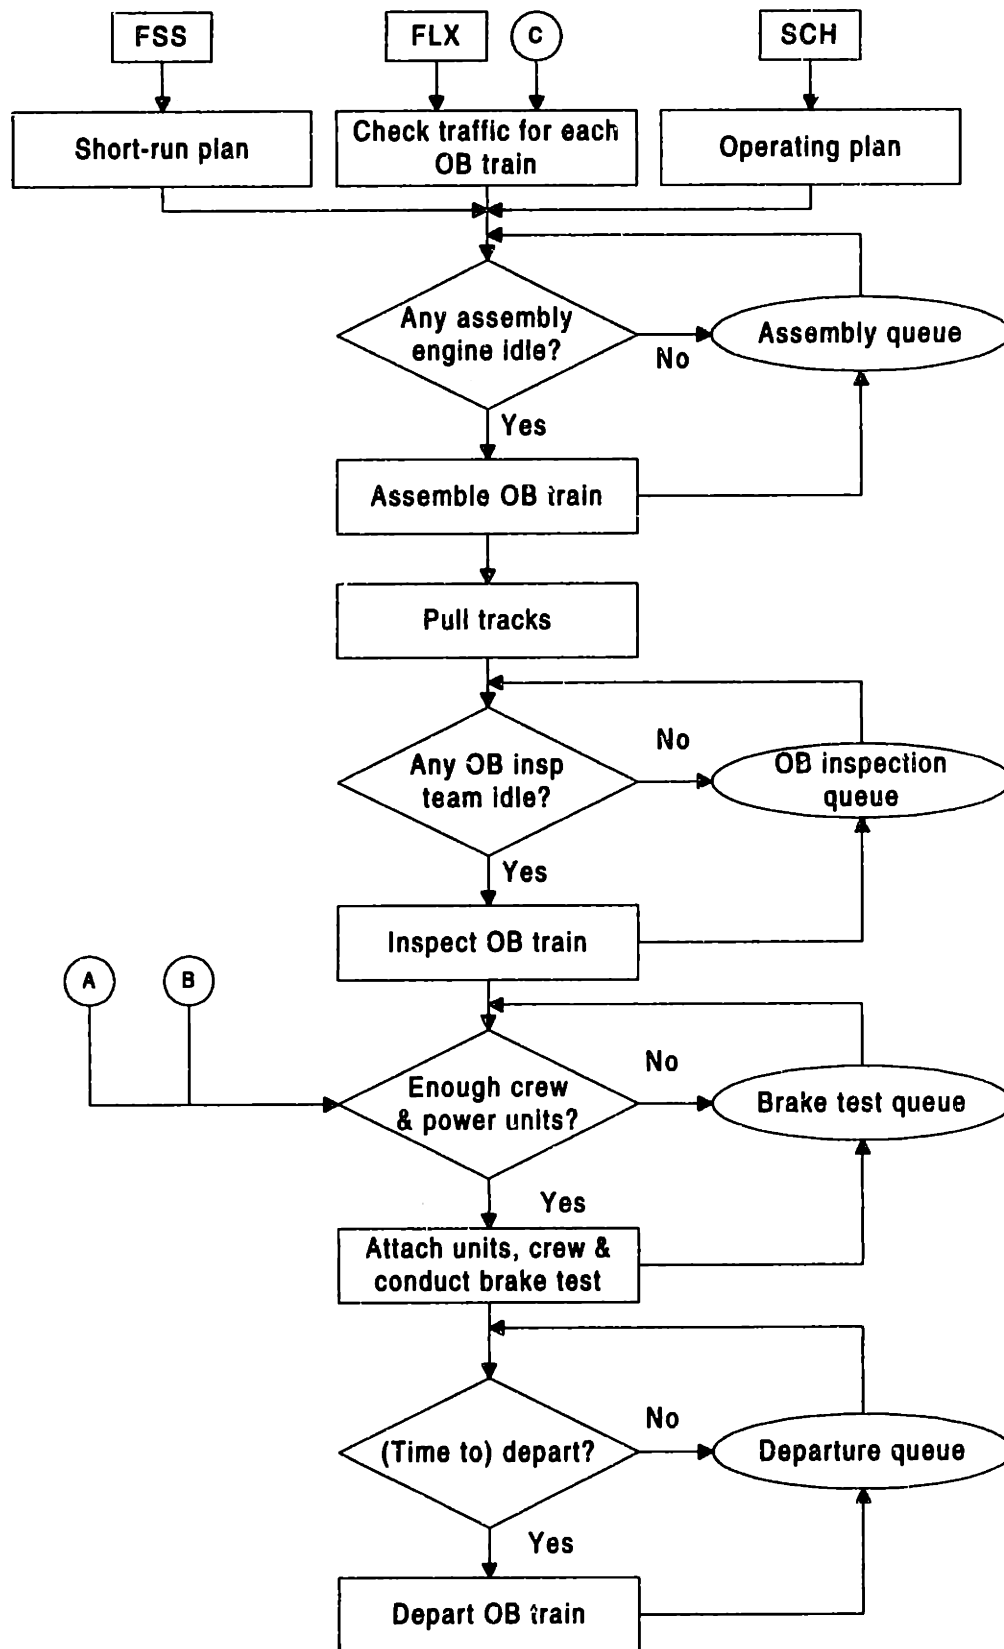 FSS
FLX
C
SCH
Short-run plan
Check traffic for each
OB train
Operating plan
Any assembly
engine idle?
No
Assembly queue
Yes
Assemble OB train
Pull tracks
Any OB insp
team idle?
No
OB inspection
queue
Yes
Inspect OB train
A
B
Enough crew
& power units?
No
Brake test queue
Yes
Attach units, crew &
conduct brake test
(Time to) depart?
No
Departure queue
Yes
Depart OB train